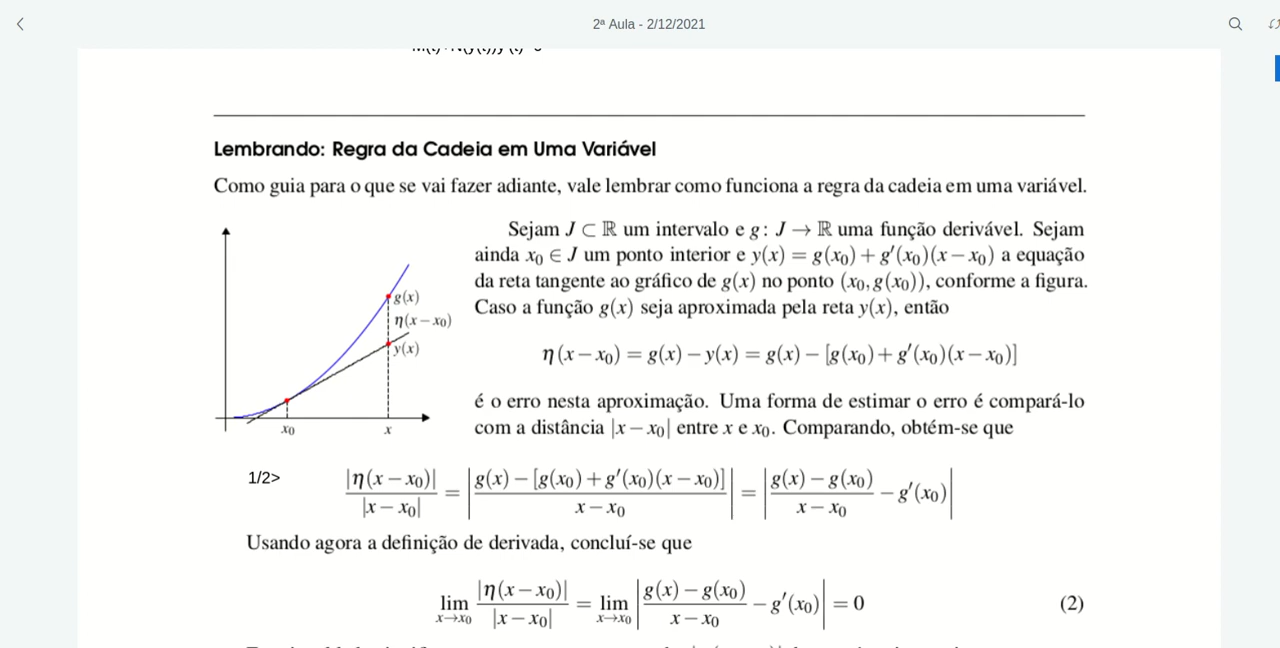 2ª Aula - 2/12/2021
Lembrando: Regra da Cadeia em Uma Variável
Como guia para o que se vai fazer adiante, vale lembrar como funciona a regra da cadeia em uma variável.
Sejam J ⊂ ℝ um intervalo e g: J → ℝ uma função derivável. Sejam
ainda x₀ ∈ J um ponto interior e y(x) = g(x₀) + g′(x₀)(x − x₀) a equação
da reta tangente ao gráfico de g(x) no ponto (x₀, g(x₀)), conforme a figura.
Caso a função g(x) seja aproximada pela reta y(x), então
g(x)
η(x − x₀)
y(x)
x₀
x
η(x − x₀) = g(x) − y(x) = g(x) − [g(x₀) + g′(x₀)(x − x₀)]
é o erro nesta aproximação. Uma forma de estimar o erro é compará-lo
com a distância |x − x₀| entre x e x₀. Comparando, obtém-se que
1/2> |η(x − x₀)| / |x − x₀| = | (g(x) − [g(x₀) + g′(x₀)(x − x₀)]) / (x − x₀) | = | (g(x) − g(x₀)) / (x − x₀) − g′(x₀) |
Usando agora a definição de derivada, concluí-se que
lim x→x₀ |η(x − x₀)| / |x − x₀| = lim x→x₀ | (g(x) − g(x₀)) / (x − x₀) − g′(x₀) | = 0 (2)